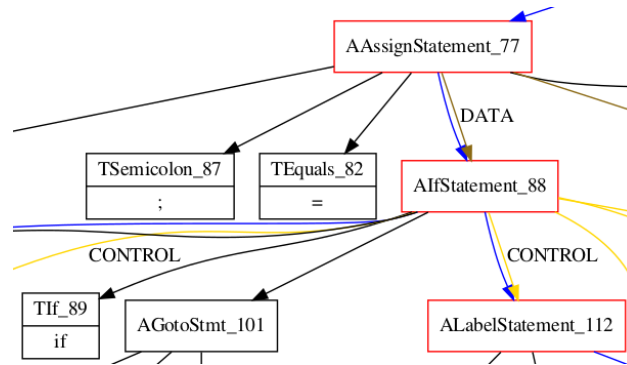 AAssignStatement_77
DATA
TSemicolon_87
;
TEquals_82
=
AIfStatement_88
CONTROL
CONTROL
TIf_89
if
AGotoStmt_101
ALabelStatement_112